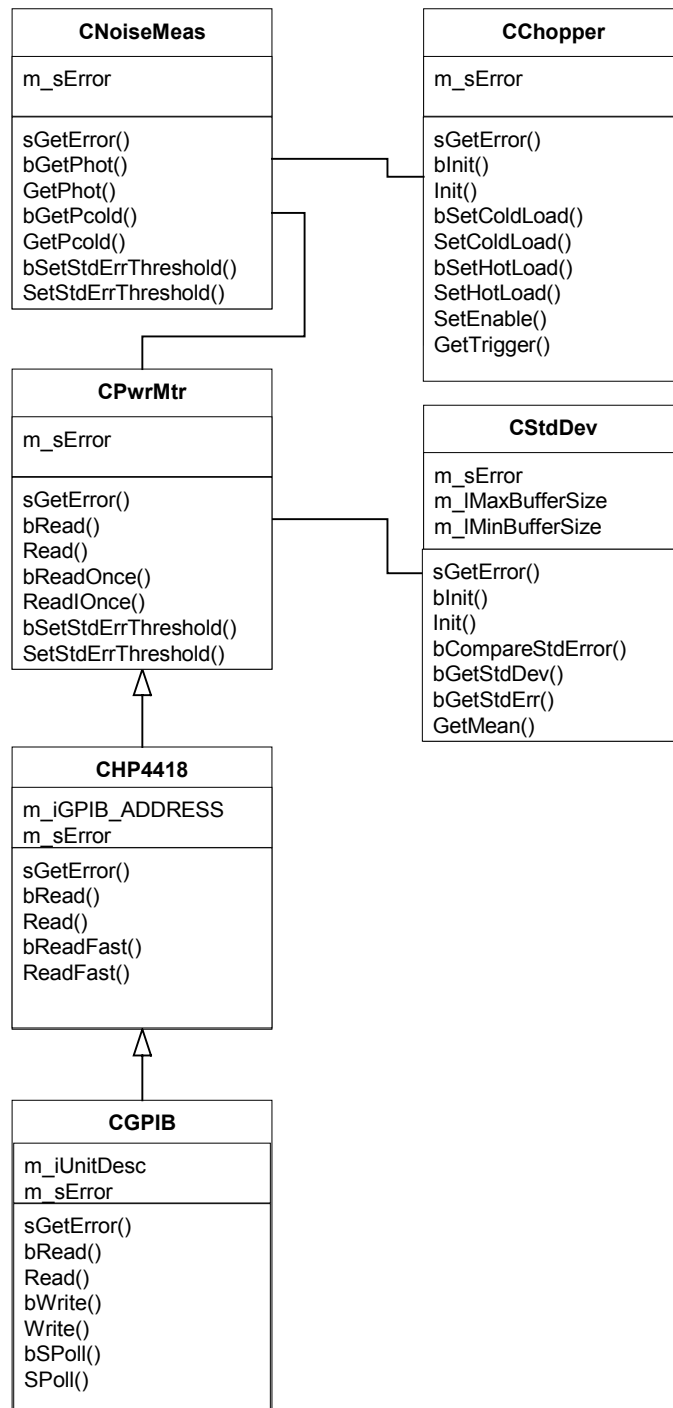 CNoiseMeas
m_sError
sGetError()
bGetPhot()
GetPhot()
bGetPcold()
GetPcold()
bSetStdErrThreshold()
SetStdErrThreshold()
CChopper
m_sError
sGetError()
bInit()
Init()
bSetColdLoad()
SetColdLoad()
bSetHotLoad()
SetHotLoad()
SetEnable()
GetTrigger()
CPwrMtr
m_sError
sGetError()
bRead()
Read()
bReadOnce()
ReadIOnce()
bSetStdErrThreshold()
SetStdErrThreshold()
CStdDev
m_sError
m_lMaxBufferSize
m_lMinBufferSize
sGetError()
bInit()
Init()
bCompareStdError()
bGetStdDev()
bGetStdErr()
GetMean()
CHP4418
m_iGPIB_ADDRESS
m_sError
sGetError()
bRead()
Read()
bReadFast()
ReadFast()
CGPIB
m_iUnitDesc
m_sError
sGetError()
bRead()
Read()
bWrite()
Write()
bSPoll()
SPoll()